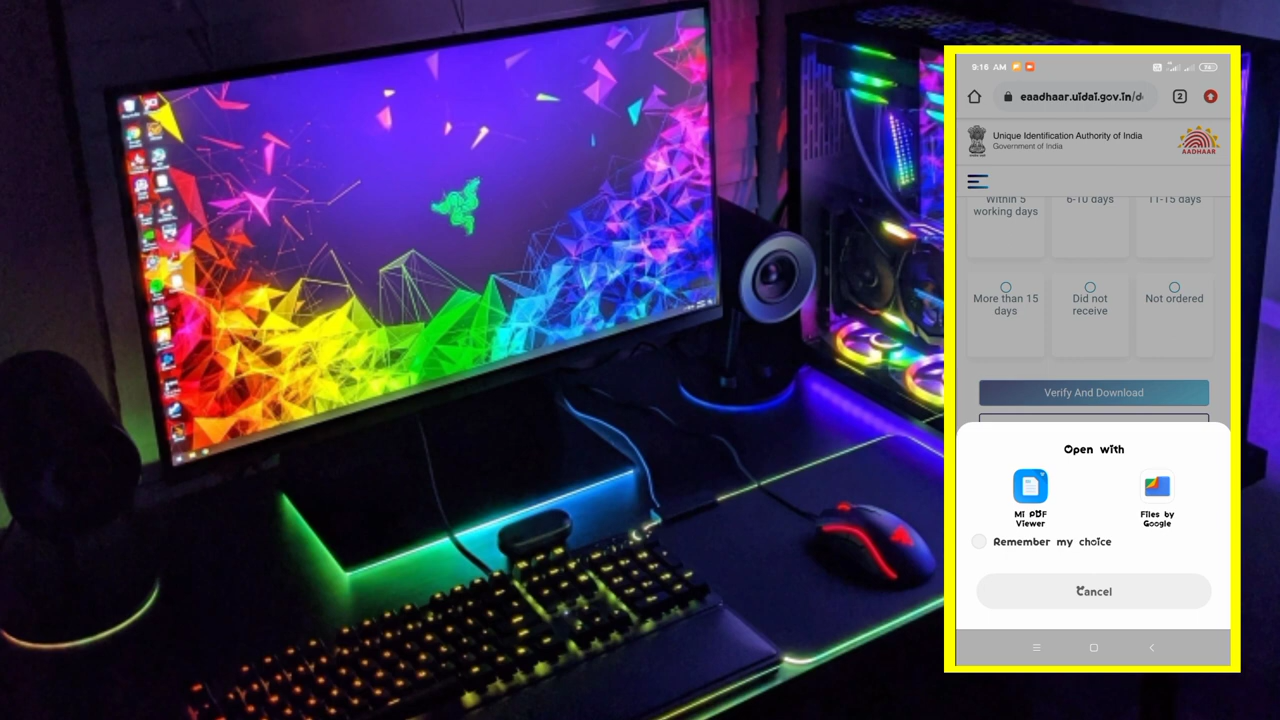 9:16 AM
eaadhaar.uidai.gov.in/d
2
Unique Identification Authority of India
Government of India
AADHAAR
Within 5
working days
6-10 days
11-15 days
More than 15
days
Did not
receive
Not ordered
Verify And Download
Open with
Mi PDF
Viewer
Files by
Google
Remember my choice
Cancel